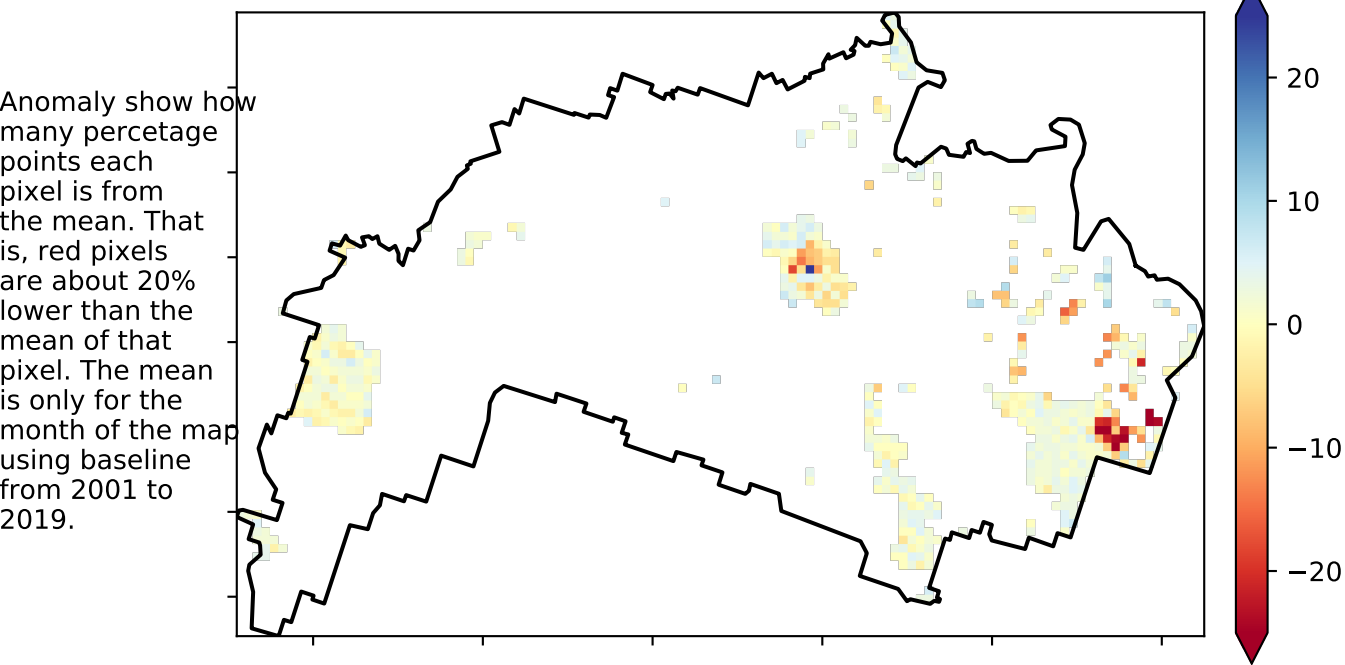 Anomaly show how
many percetage
points each
pixel is from
the mean. That
is, red pixels
are about 20%
lower than the
mean of that
pixel. The mean
is only for the
month of the map
using baseline
from 2001 to
2019.
20
10
0
−10
−20